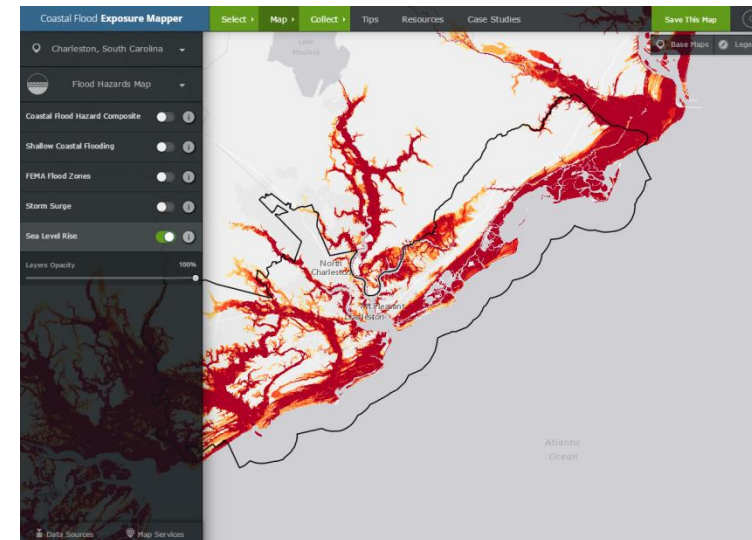 Coastal Flood Exposure Mapper
Select
Map
Collect
Tips
Resources
Case Studies
Save This Map
Charleston, South Carolina
Base Maps
Flood Hazards Map
Coastal Flood Hazard Composite
Shallow Coastal Flooding
FEMA Flood Zones
Storm Surge
Sea Level Rise
Layers Opacity 100%
Lake
Moultrie
North
Charleston
Pleasant
Charleston
Atlantic
Ocean
Data Sources
Map Services